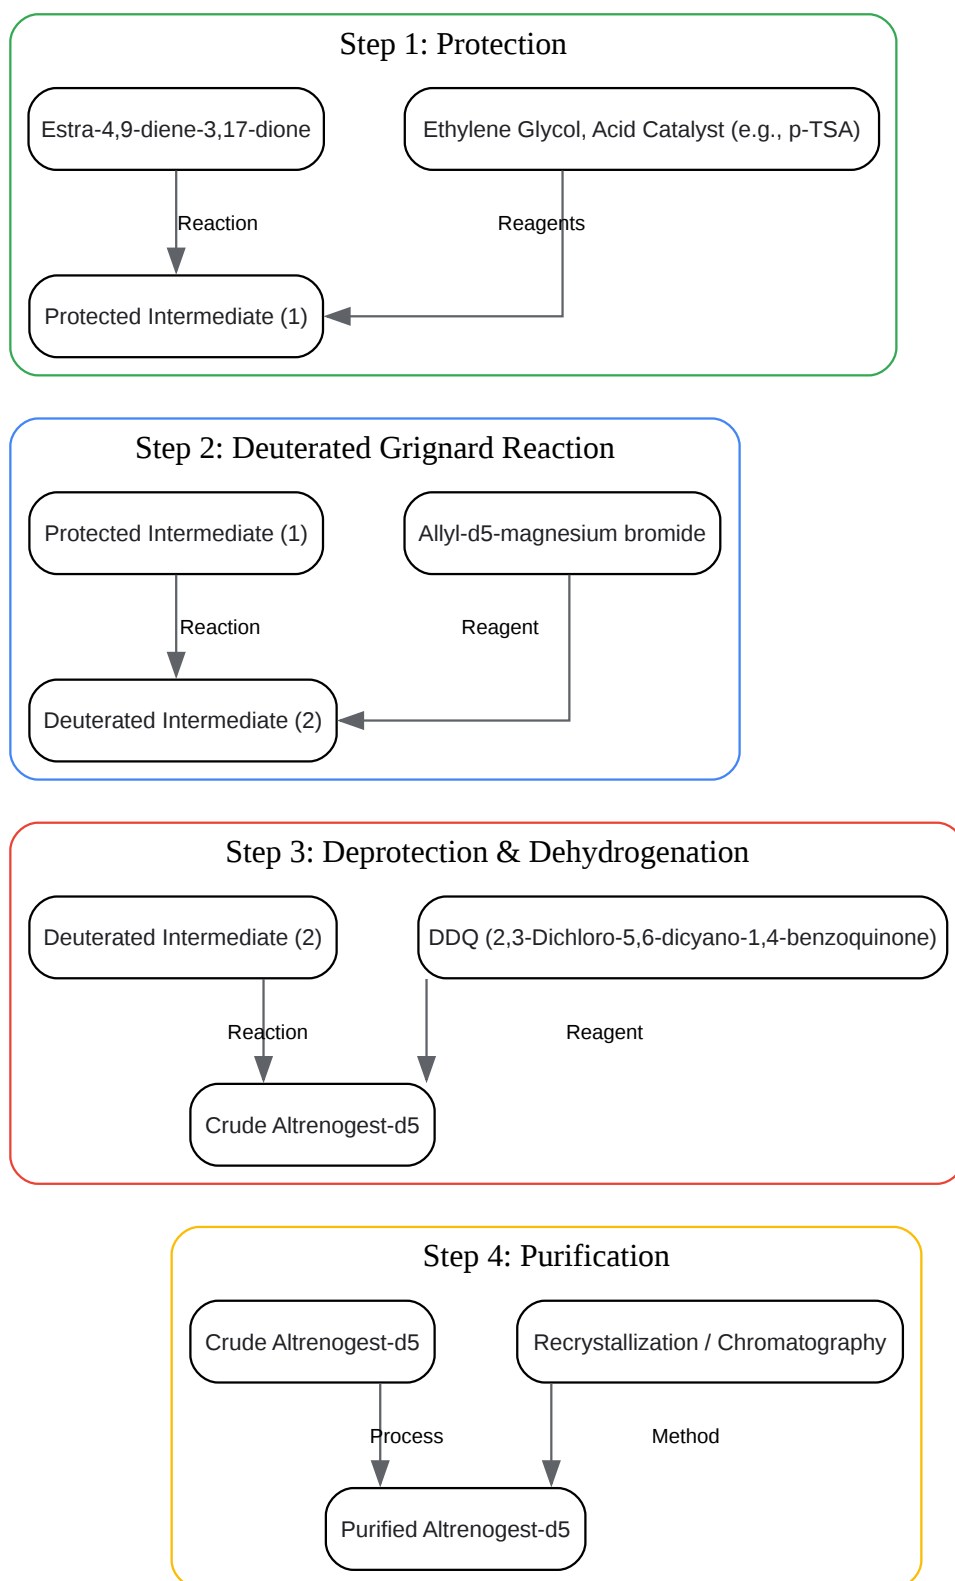 Step 1: Protection
Estra-4,9-diene-3,17-dione
Ethylene Glycol, Acid Catalyst (e.g., p-TSA)
Reaction
Reagents
Protected Intermediate (1)
Step 2: Deuterated Grignard Reaction
Protected Intermediate (1)
Allyl-d5-magnesium bromide
Reaction
Reagent
Deuterated Intermediate (2)
Step 3: Deprotection & Dehydrogenation
Deuterated Intermediate (2)
DDQ (2,3-Dichloro-5,6-dicyano-1,4-benzoquinone)
Reaction
Reagent
Crude Altrenogest-d5
Step 4: Purification
Crude Altrenogest-d5
Recrystallization / Chromatography
Process
Method
Purified Altrenogest-d5